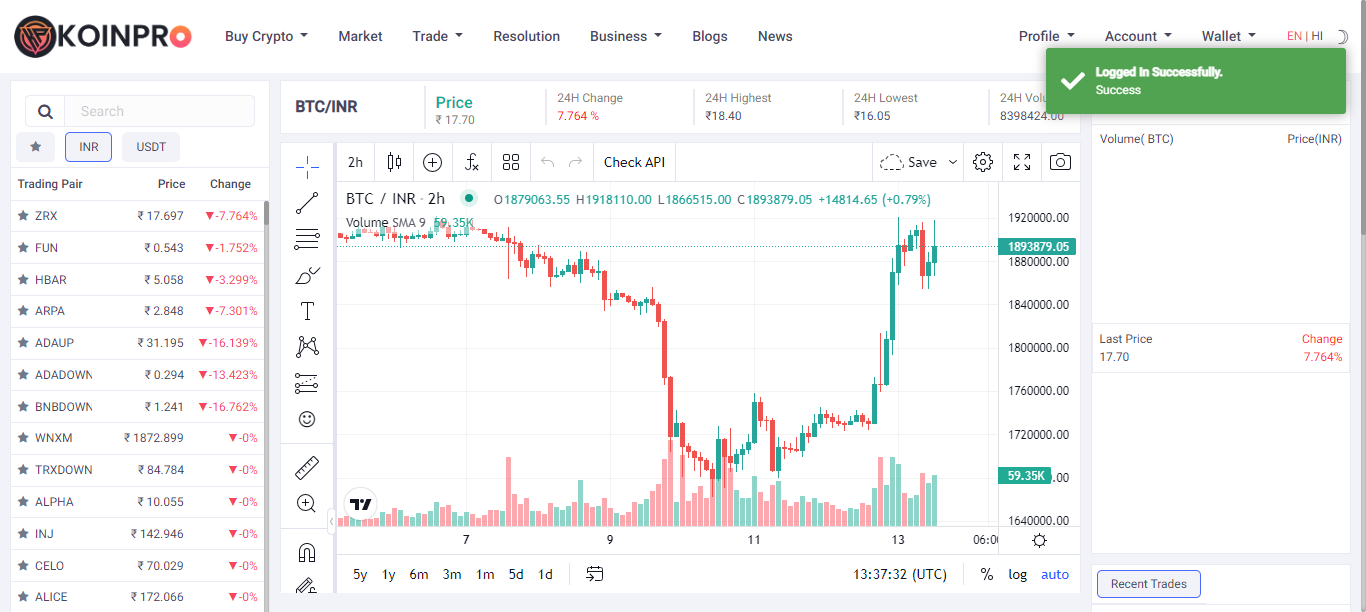 KOINPRO
Buy Crypto
Market
Trade
Resolution
Business
Blogs
News
Profile
Account
Wallet
EN | HI
Logged In Successfully.
Success
Search
INR
USDT
Trading Pair Price Change
ZRX ₹ 17.697 ▼-7.764%
FUN ₹ 0.543 ▼-1.752%
HBAR ₹ 5.058 ▼-3.299%
ARPA ₹ 2.848 ▼-7.301%
ADAUP ₹ 31.195 ▼-16.139%
ADADOWN ₹ 0.294 ▼-13.423%
BNBDOWN ₹ 1.241 ▼-16.762%
WNXM ₹ 1872.899 ▼-0%
TRXDOWN ₹ 84.784 ▼-0%
ALPHA ₹ 10.055 ▼-0%
INJ ₹ 142.946 ▼-0%
CELO ₹ 70.029 ▼-0%
ALICE ₹ 172.066 ▼-0%
BTC/INR
Price
₹ 17.70
24H Change
7.764 %
24H Highest
₹18.40
24H Lowest
₹16.05
24H Volu
8398424.00
2h
Check API
Save
BTC / INR · 2h
O1879063.55 H1918110.00 L1866515.00 C1893879.05 +14814.65 (+0.79%)
Volume SMA 9 59.35K
1920000.00
1893879.05
1880000.00
1840000.00
1800000.00
1760000.00
1720000.00
59.35K
.00
1640000.00
7 9 11 13 06:00
5y 1y 6m 3m 1m 5d 1d
13:37:32 (UTC)
% log auto
Volume( BTC) Price(INR)
Last Price Change
17.70 7.764%
Recent Trades